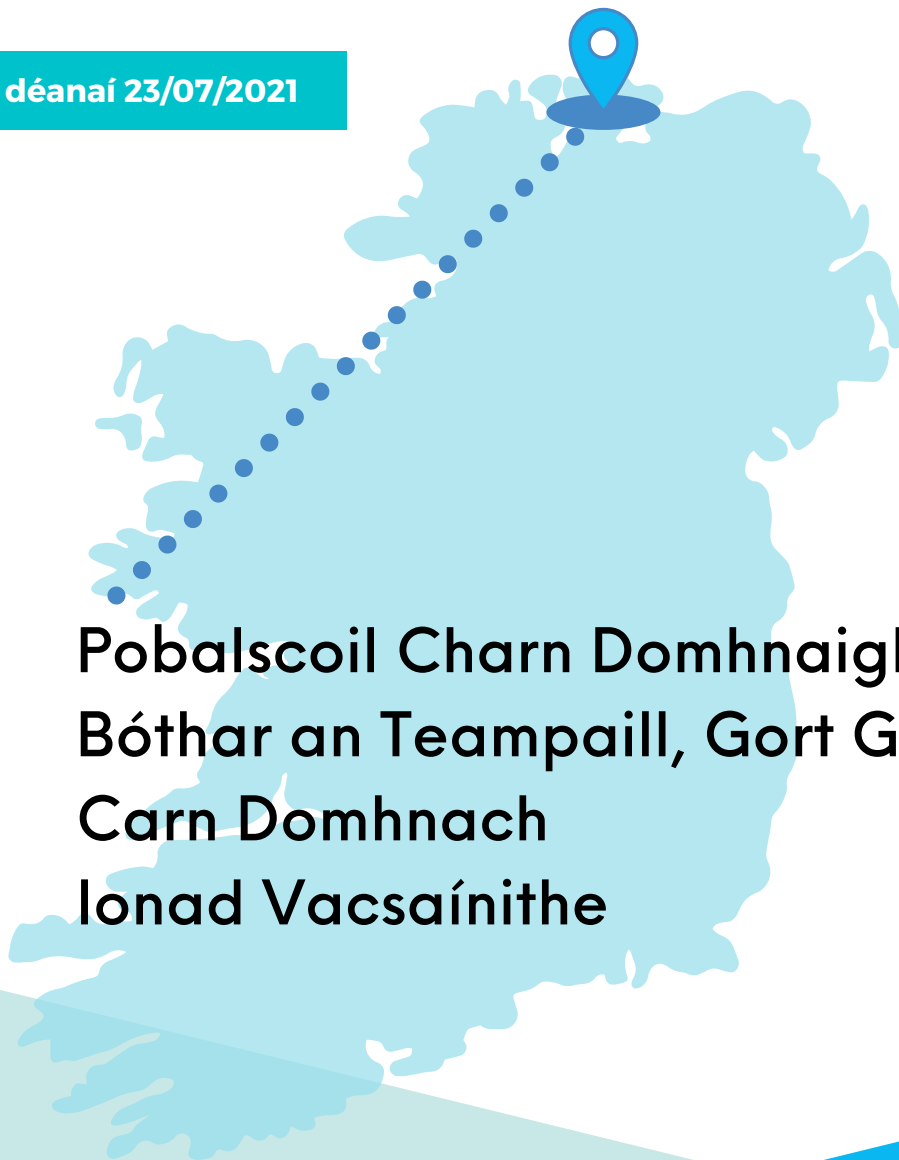 déanaí 23/07/2021
Pobalscoil Charn Domhnaigh
Bóthar an Teampaill, Gort G
Carn Domhnach
Ionad Vacsaínithe